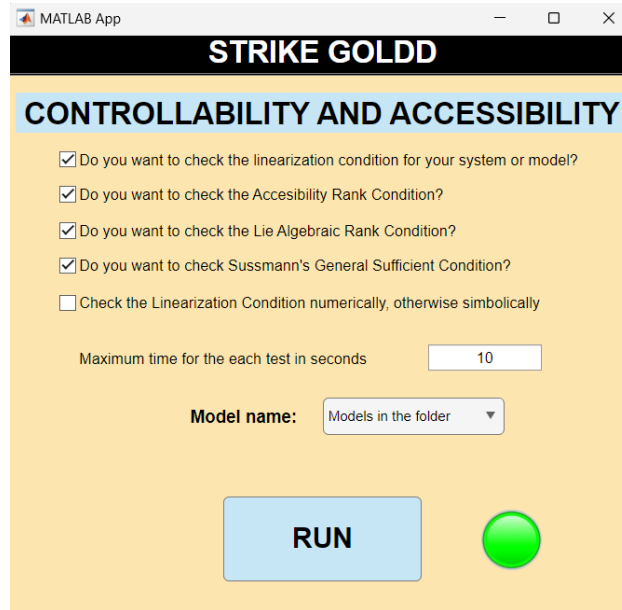 MATLAB App
STRIKE GOLDD
CONTROLLABILITY AND ACCESSIBILITY
Do you want to check the linearization condition for your system or model?
Do you want to check the Accesibility Rank Condition?
Do you want to check the Lie Algebraic Rank Condition?
Do you want to check Sussmann's General Sufficient Condition?
Check the Linearization Condition numerically, otherwise simbolically
Maximum time for the each test in seconds 10
Model name: Models in the folder
RUN